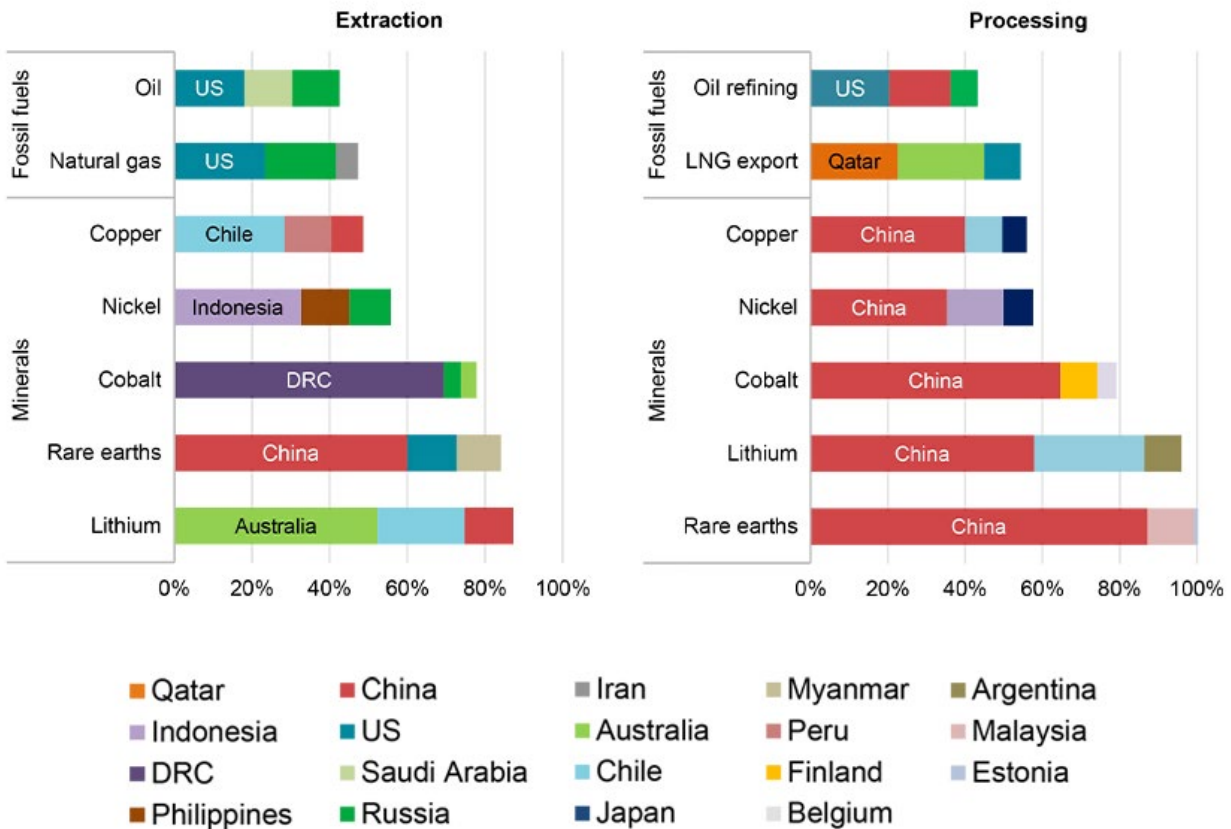 Extraction
Fossil fuels
Oil
US
Natural gas
US
Minerals
Copper
Chile
Nickel
Indonesia
Cobalt
DRC
Rare earths
China
Lithium
Australia
0% 20% 40% 60% 80% 100%
Processing
Fossil fuels
Oil refining
US
LNG export
Qatar
Minerals
Copper
China
Nickel
China
Cobalt
China
Lithium
China
Rare earths
China
0% 20% 40% 60% 80% 100%
Qatar China Iran Myanmar Argentina
Indonesia US Australia Peru Malaysia
DRC Saudi Arabia Chile Finland Estonia
Philippines Russia Japan Belgium